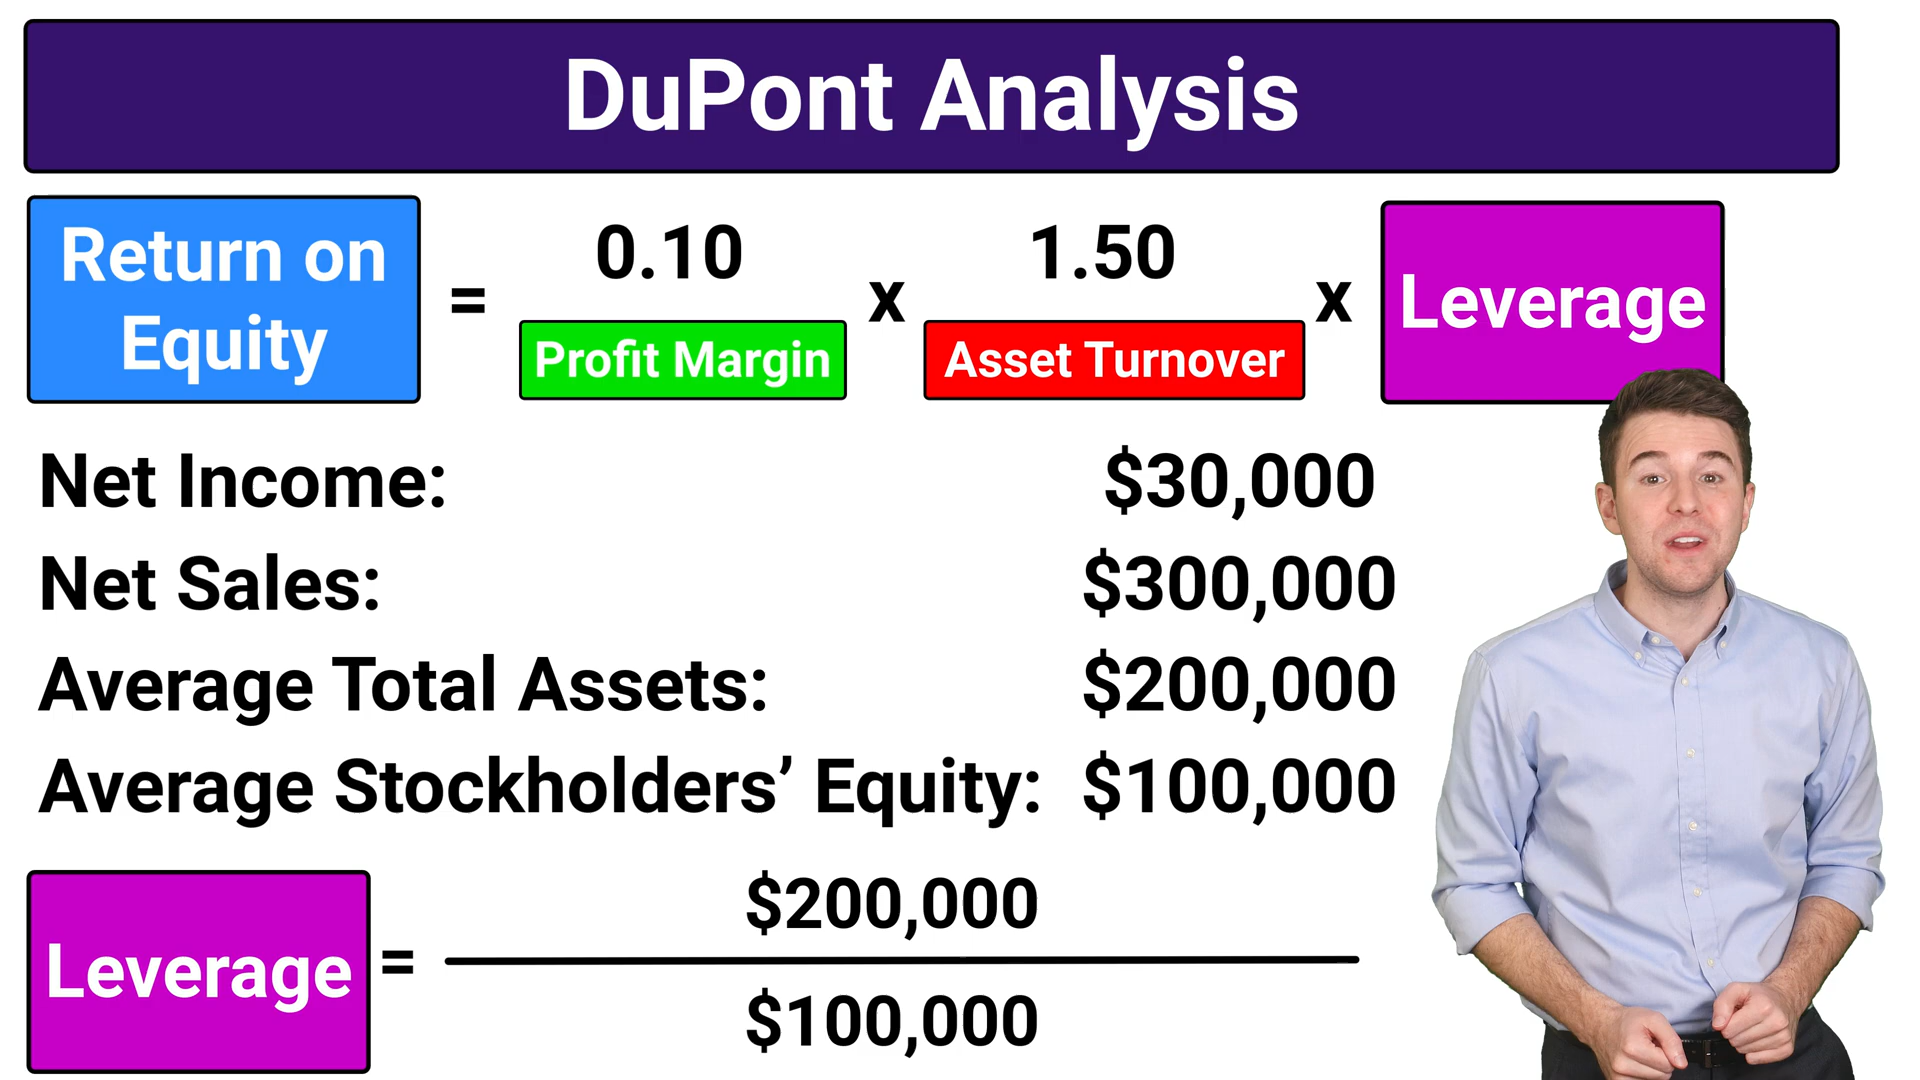 DuPont Analysis
Return on
Equity
=
0.10
Profit Margin
x
1.50
Asset Turnover
x
Leverage
Net Income: $30,000
Net Sales: $300,000
Average Total Assets: $200,000
Average Stockholders’ Equity: $100,000
Leverage
=
$200,000
$100,000